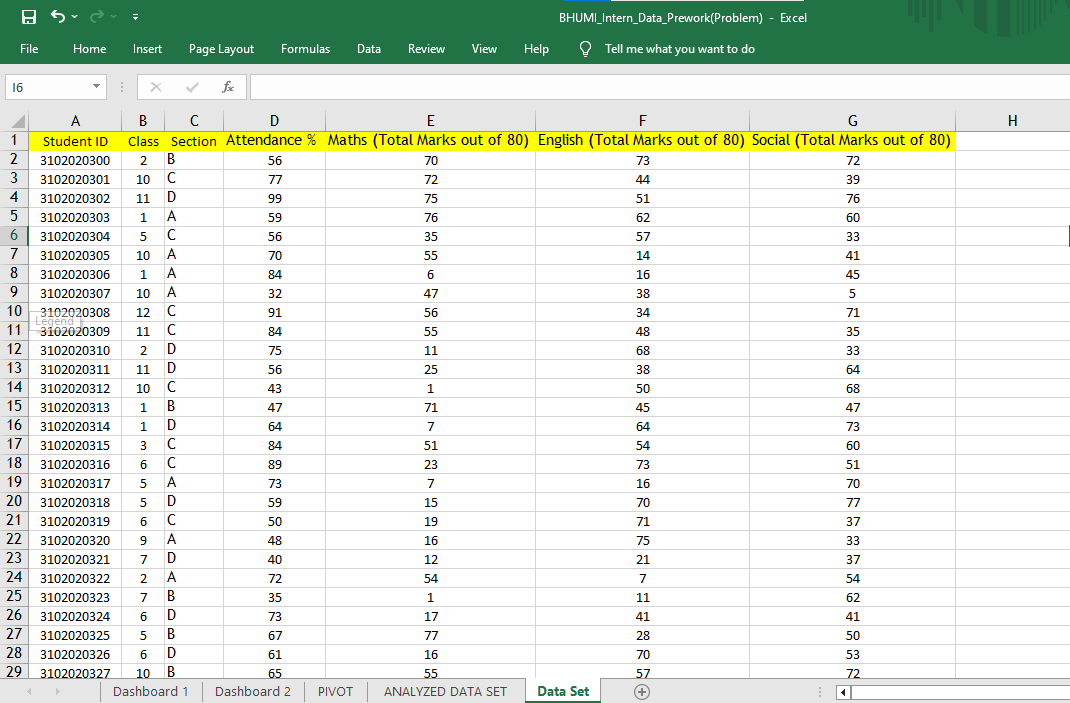 BHUMI_Intern_Data_Prework(Problem) - Excel
File Home Insert Page Layout Formulas Data Review View Help Tell me what you want to do
I6 fx
A B C D E F G H
1 Student ID Class Section Attendance % Maths (Total Marks out of 80) English (Total Marks out of 80) Social (Total Marks out of 80)
2 3102020300 2 B 56 70 73 72
3 3102020301 10 C 77 72 44 39
4 3102020302 11 D 99 75 51 76
5 3102020303 1 A 59 76 62 60
6 3102020304 5 C 56 35 57 33
7 3102020305 10 A 70 55 14 41
8 3102020306 1 A 84 6 16 45
9 3102020307 10 A 32 47 38 5
10 3102020308 12 C 91 56 34 71
Legend
11 3102020309 11 C 84 55 48 35
12 3102020310 2 D 75 11 68 33
13 3102020311 11 D 56 25 38 64
14 3102020312 10 C 43 1 50 68
15 3102020313 1 B 47 71 45 47
16 3102020314 1 D 64 7 64 73
17 3102020315 3 C 84 51 54 60
18 3102020316 6 C 89 23 73 51
19 3102020317 5 A 73 7 16 70
20 3102020318 5 D 59 15 70 77
21 3102020319 6 C 50 19 71 37
22 3102020320 9 A 48 16 75 33
23 3102020321 7 D 40 12 21 37
24 3102020322 2 A 72 54 7 54
25 3102020323 7 B 35 1 11 62
26 3102020324 6 D 73 17 41 41
27 3102020325 5 B 67 77 28 50
28 3102020326 6 D 61 16 70 53
29 3102020327 10 B 65 55 57 72
Dashboard 1 Dashboard 2 PIVOT ANALYZED DATA SET Data Set